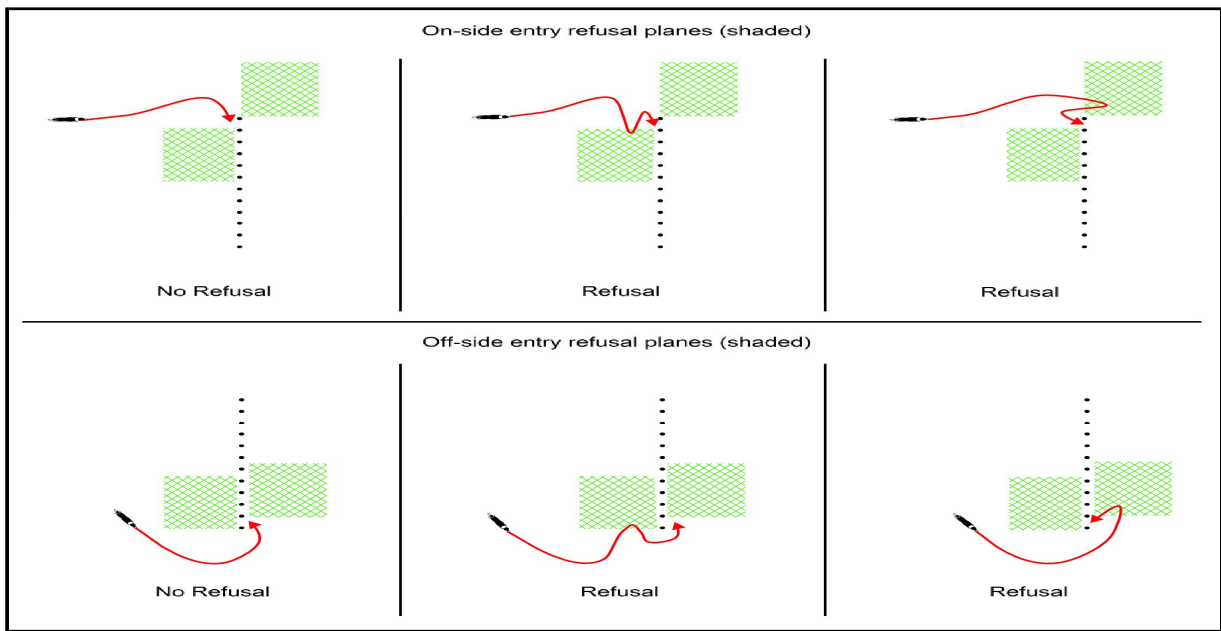 On-side entry refusal planes (shaded)
No Refusal
Refusal
Refusal
Off-side entry refusal planes (shaded)
No Refusal
Refusal
Refusal